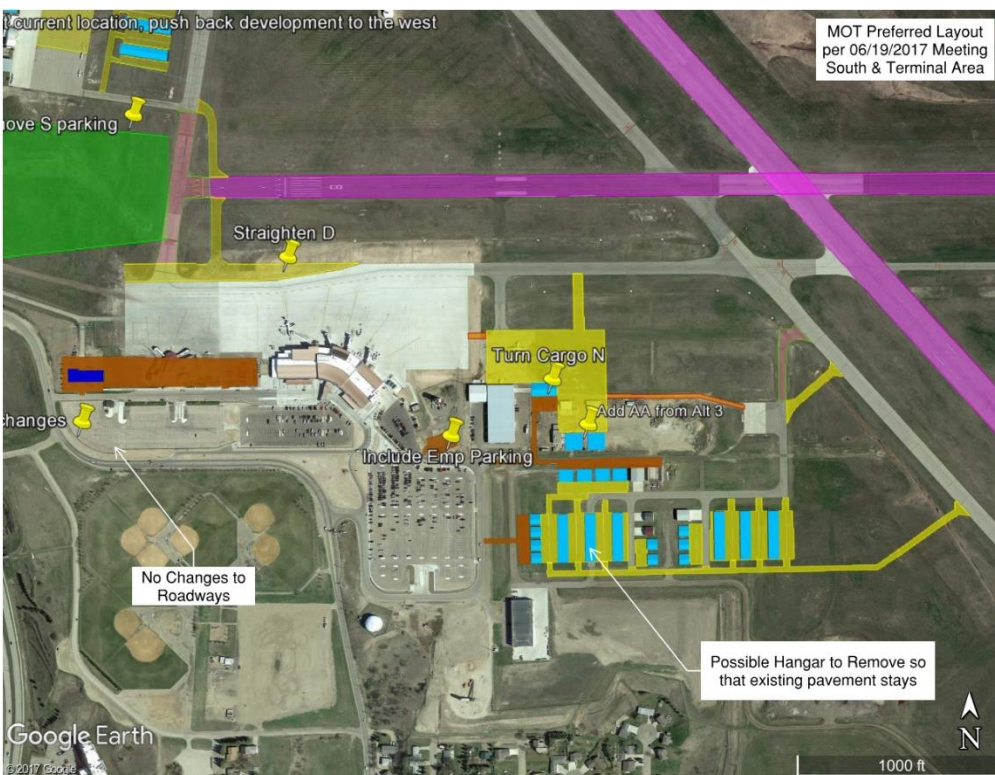 t current location, push back development to the west
MOT Preferred Layout
per 06/19/2017 Meeting
South & Terminal Area
ove S parking
Straighten D
Turn Cargo N
Add AA from Alt 3
changes
Include Emp Parking
No Changes to
Roadways
Possible Hangar to Remove so
that existing pavement stays
Google Earth
© 2017 Google
N
1000 ft